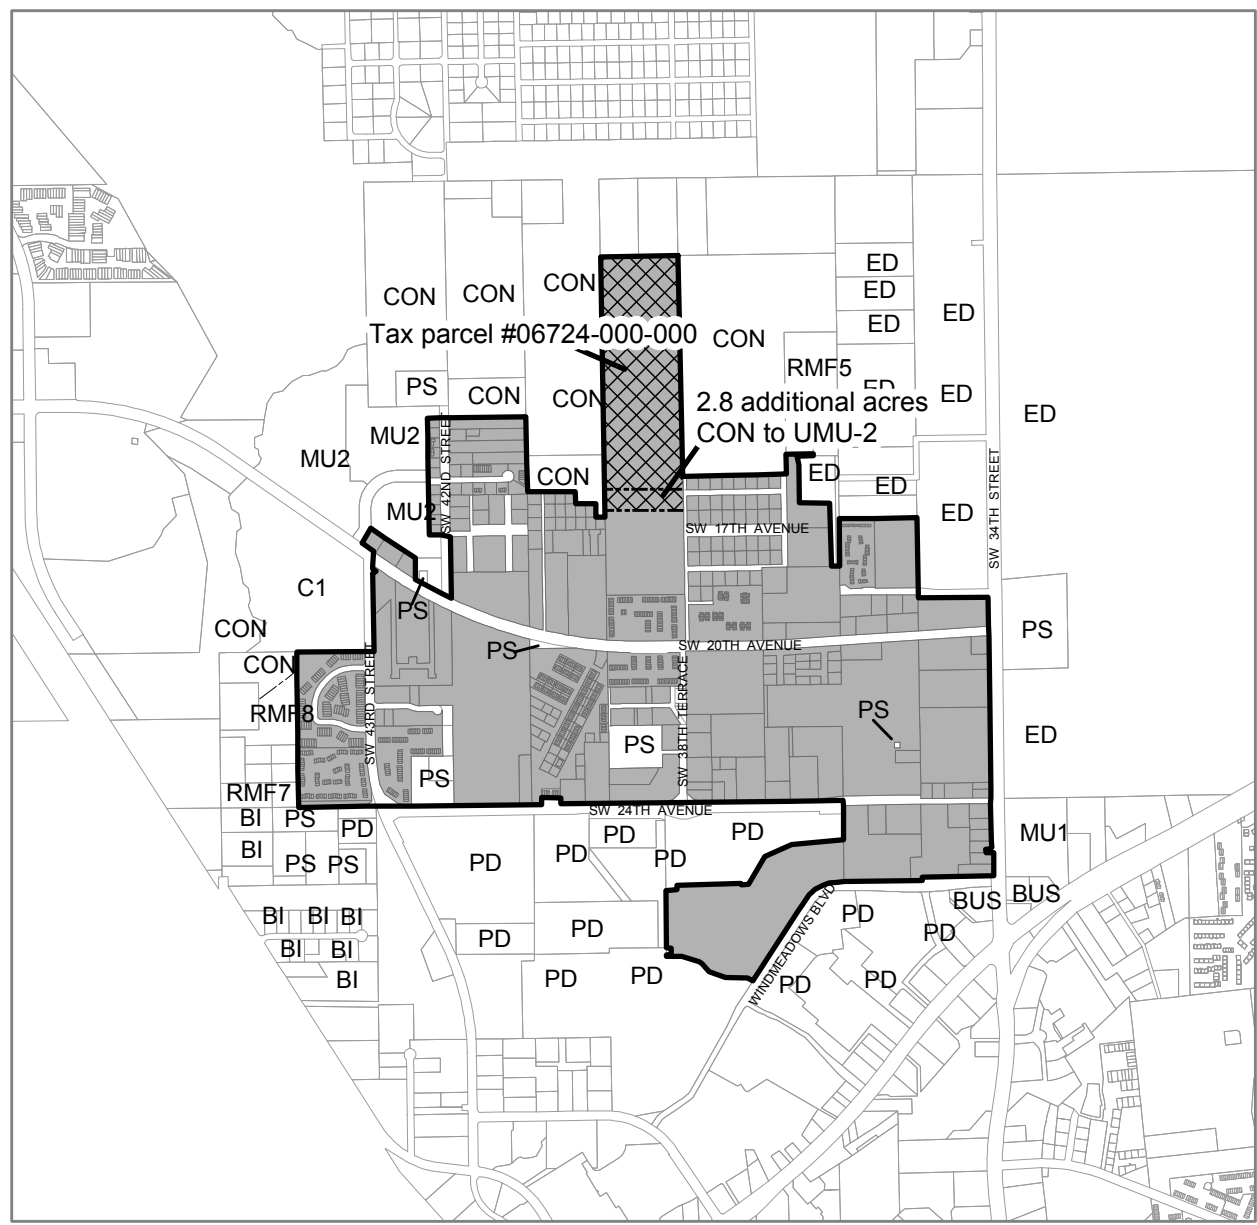 ED
ED
CON
CON
CON
ED
ED
Tax parcel #06724-000-000
CON
RMF5
PS
CON
CON
ED
ED
2.8 additional acres
CON to UMU-2
ED
MU2
MU2
CON
ED
ED
MU2
ED
SW 42ND STREET
SW 17TH AVENUE
SW 34TH STREET
C1
PS
CON
PS
PS
SW 20TH AVENUE
CON
RMF8
SW 43RD STREET
SW 38TH TERRACE
PS
PS
ED
PS
RMF7
SW 24TH AVENUE
BI
PS
PD
PD
PD
MU1
BI
PS
PS
PD
PD
PD
BUS
BUS
BI
BI
BI
PD
PD
PD
PD
BI
BI
BI
PD
PD
PD
PD
WINDMEADOWS BLVD